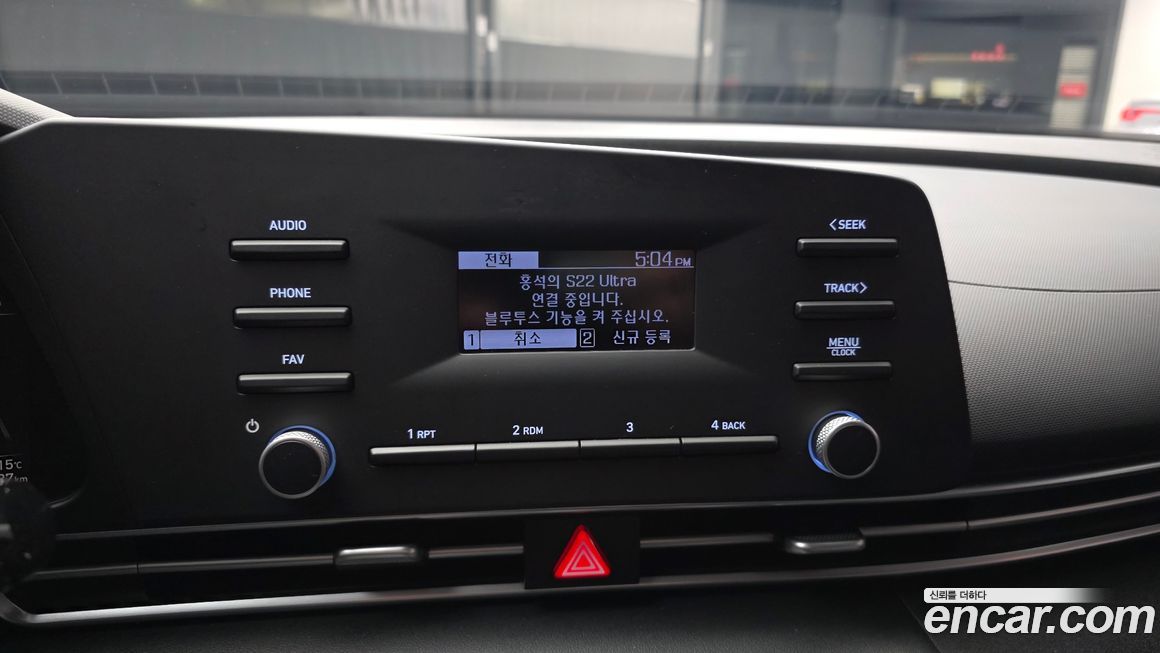 AUDIO
PHONE
FAV
전화 5:04 PM
홍석의 S22 Ultra
연결 중입니다.
블루투스 기능을 켜 주십시오.
1 취소 2 신규 등록
<SEEK
TRACK>
MENU
CLOCK
1 RPT 2 RDM 3 4 BACK
15℃
km
신뢰를 더하다
encar.com